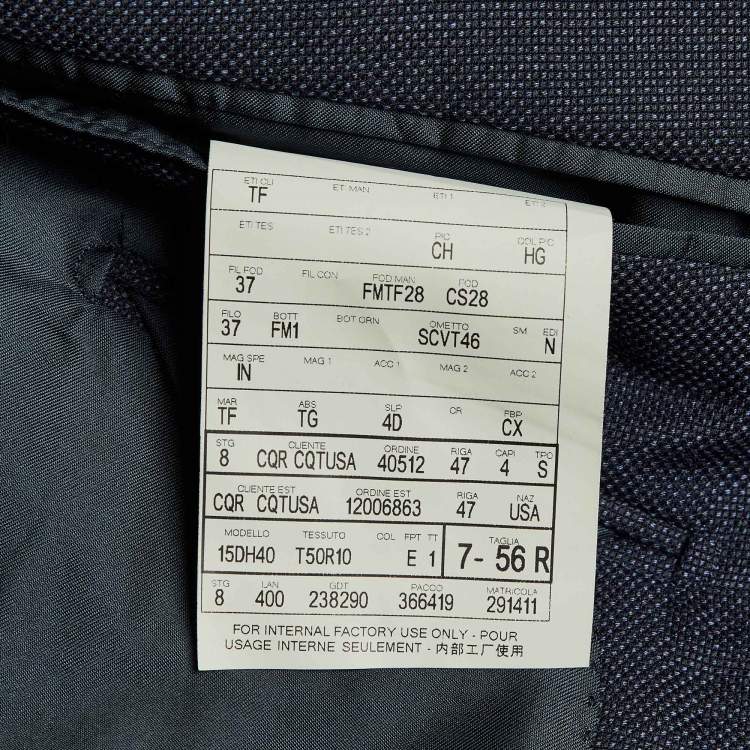 ETI CLI ETI MAN ETI 1 ETI 2
TF
ETI TES ETI TES 2 PIC COL PIC
CH HG
FIL FOD FIL CON FOD MAN FOD
37 FMTF28 CS28
FILO BOTT BOT ORN OMETTO SM EDI
37 FM1 SCVT46 N
MAG SPE MAG 1 ACC 1 MAG 2 ACC 2
IN
MAR ABS SLP CR FBP
TF TG 4D CX
STG CLIENTE ORDINE RIGA CAPI TPO
8 CQR CQTUSA 40512 47 4 S
CLIENTE EST ORDINE EST RIGA NAZ
CQR CQTUSA 12006863 47 USA
MODELLO TESSUTO COL FPT TT TAGLIA
15DH40 T50R10 E 1 7- 56 R
STG LAN GDT PACCO MATRICOLA
8 400 238290 366419 291411
FOR INTERNAL FACTORY USE ONLY - POUR
USAGE INTERNE SEULEMENT - 内部工厂使用